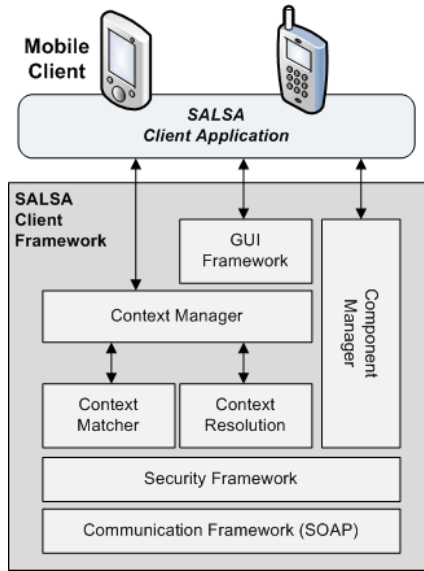 Mobile
Client
SALSA
Client Application
SALSA
Client
Framework
GUI
Framework
Component
Manager
Context Manager
Context
Matcher
Context
Resolution
Security Framework
Communication Framework (SOAP)